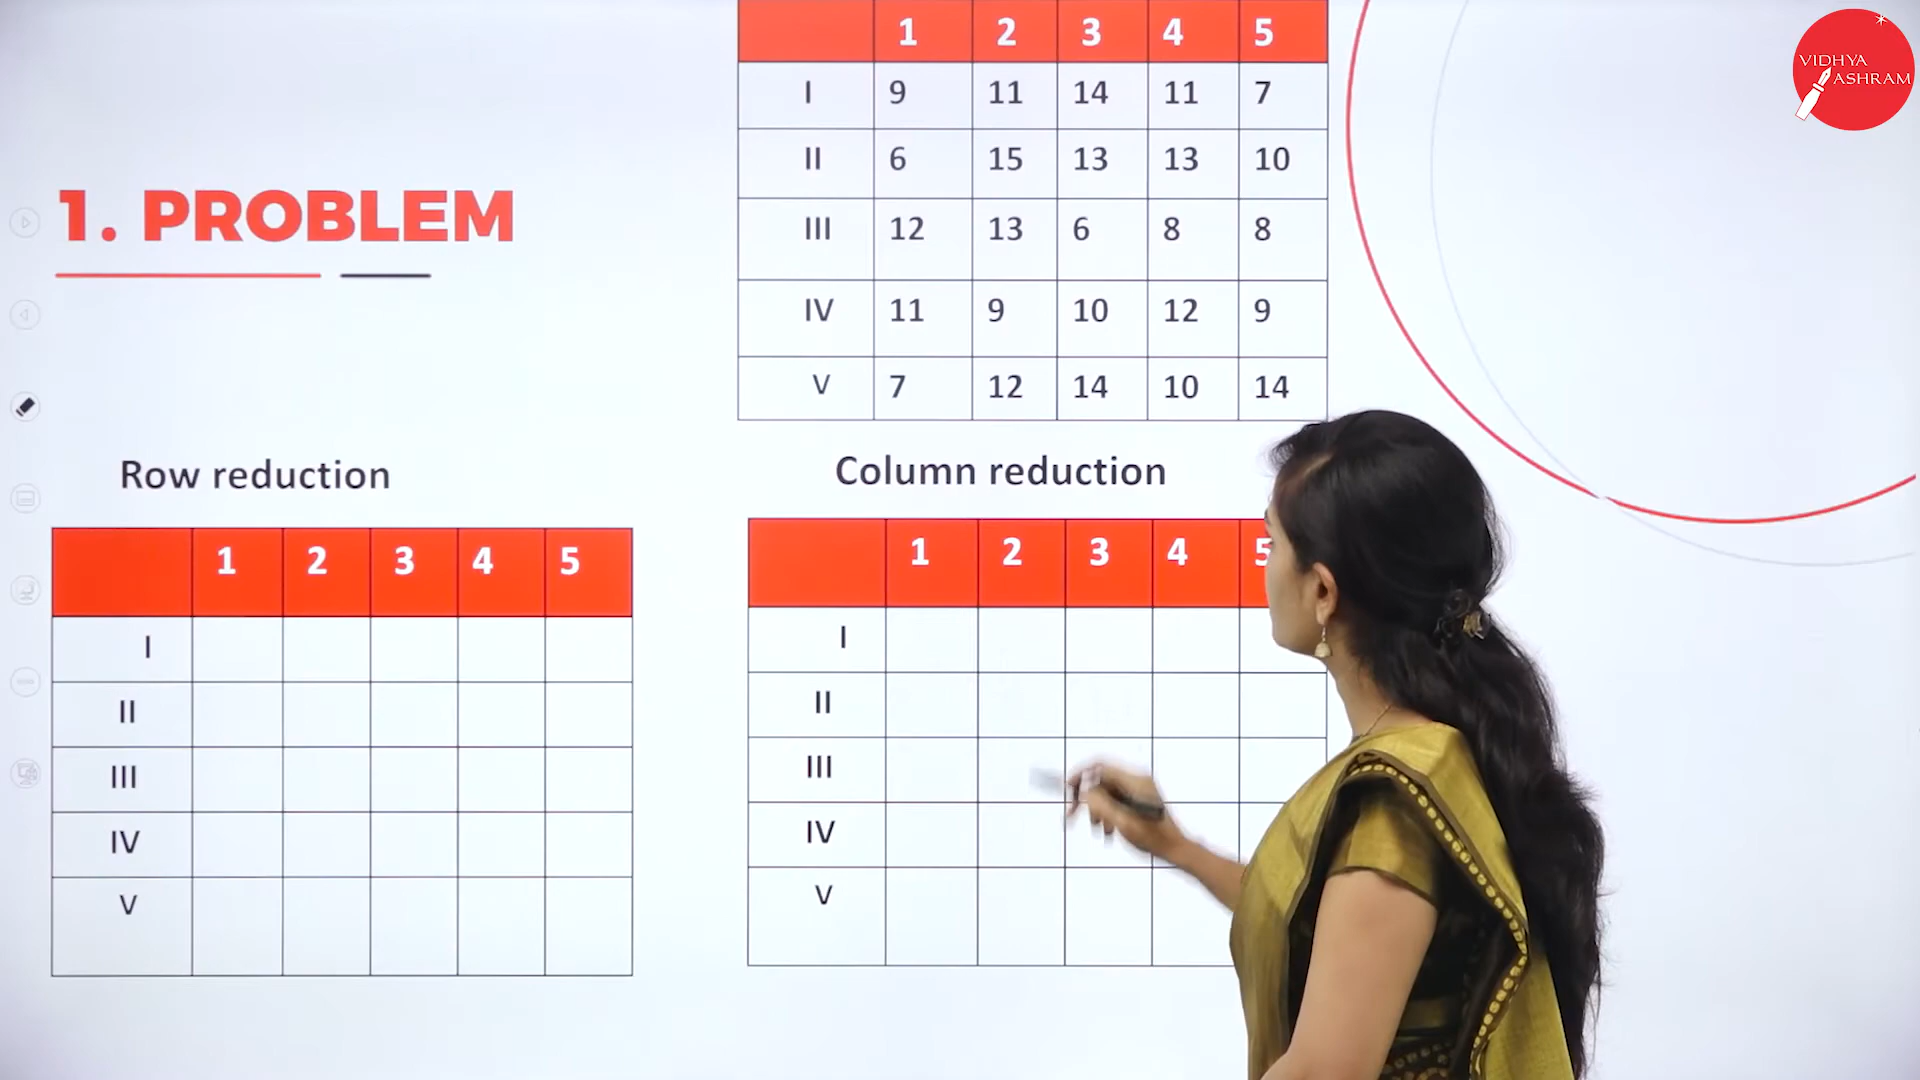 VIDHYA
ASHRAM
1 2 3 4 5
I 9 11 14 11 7
II 6 15 13 13 10
III 12 13 6 8 8
IV 11 9 10 12 9
V 7 12 14 10 14
1. PROBLEM
Row reduction
1 2 3 4 5
I
II
III
IV
V
Column reduction
1 2 3 4 5
I
II
III
IV
V